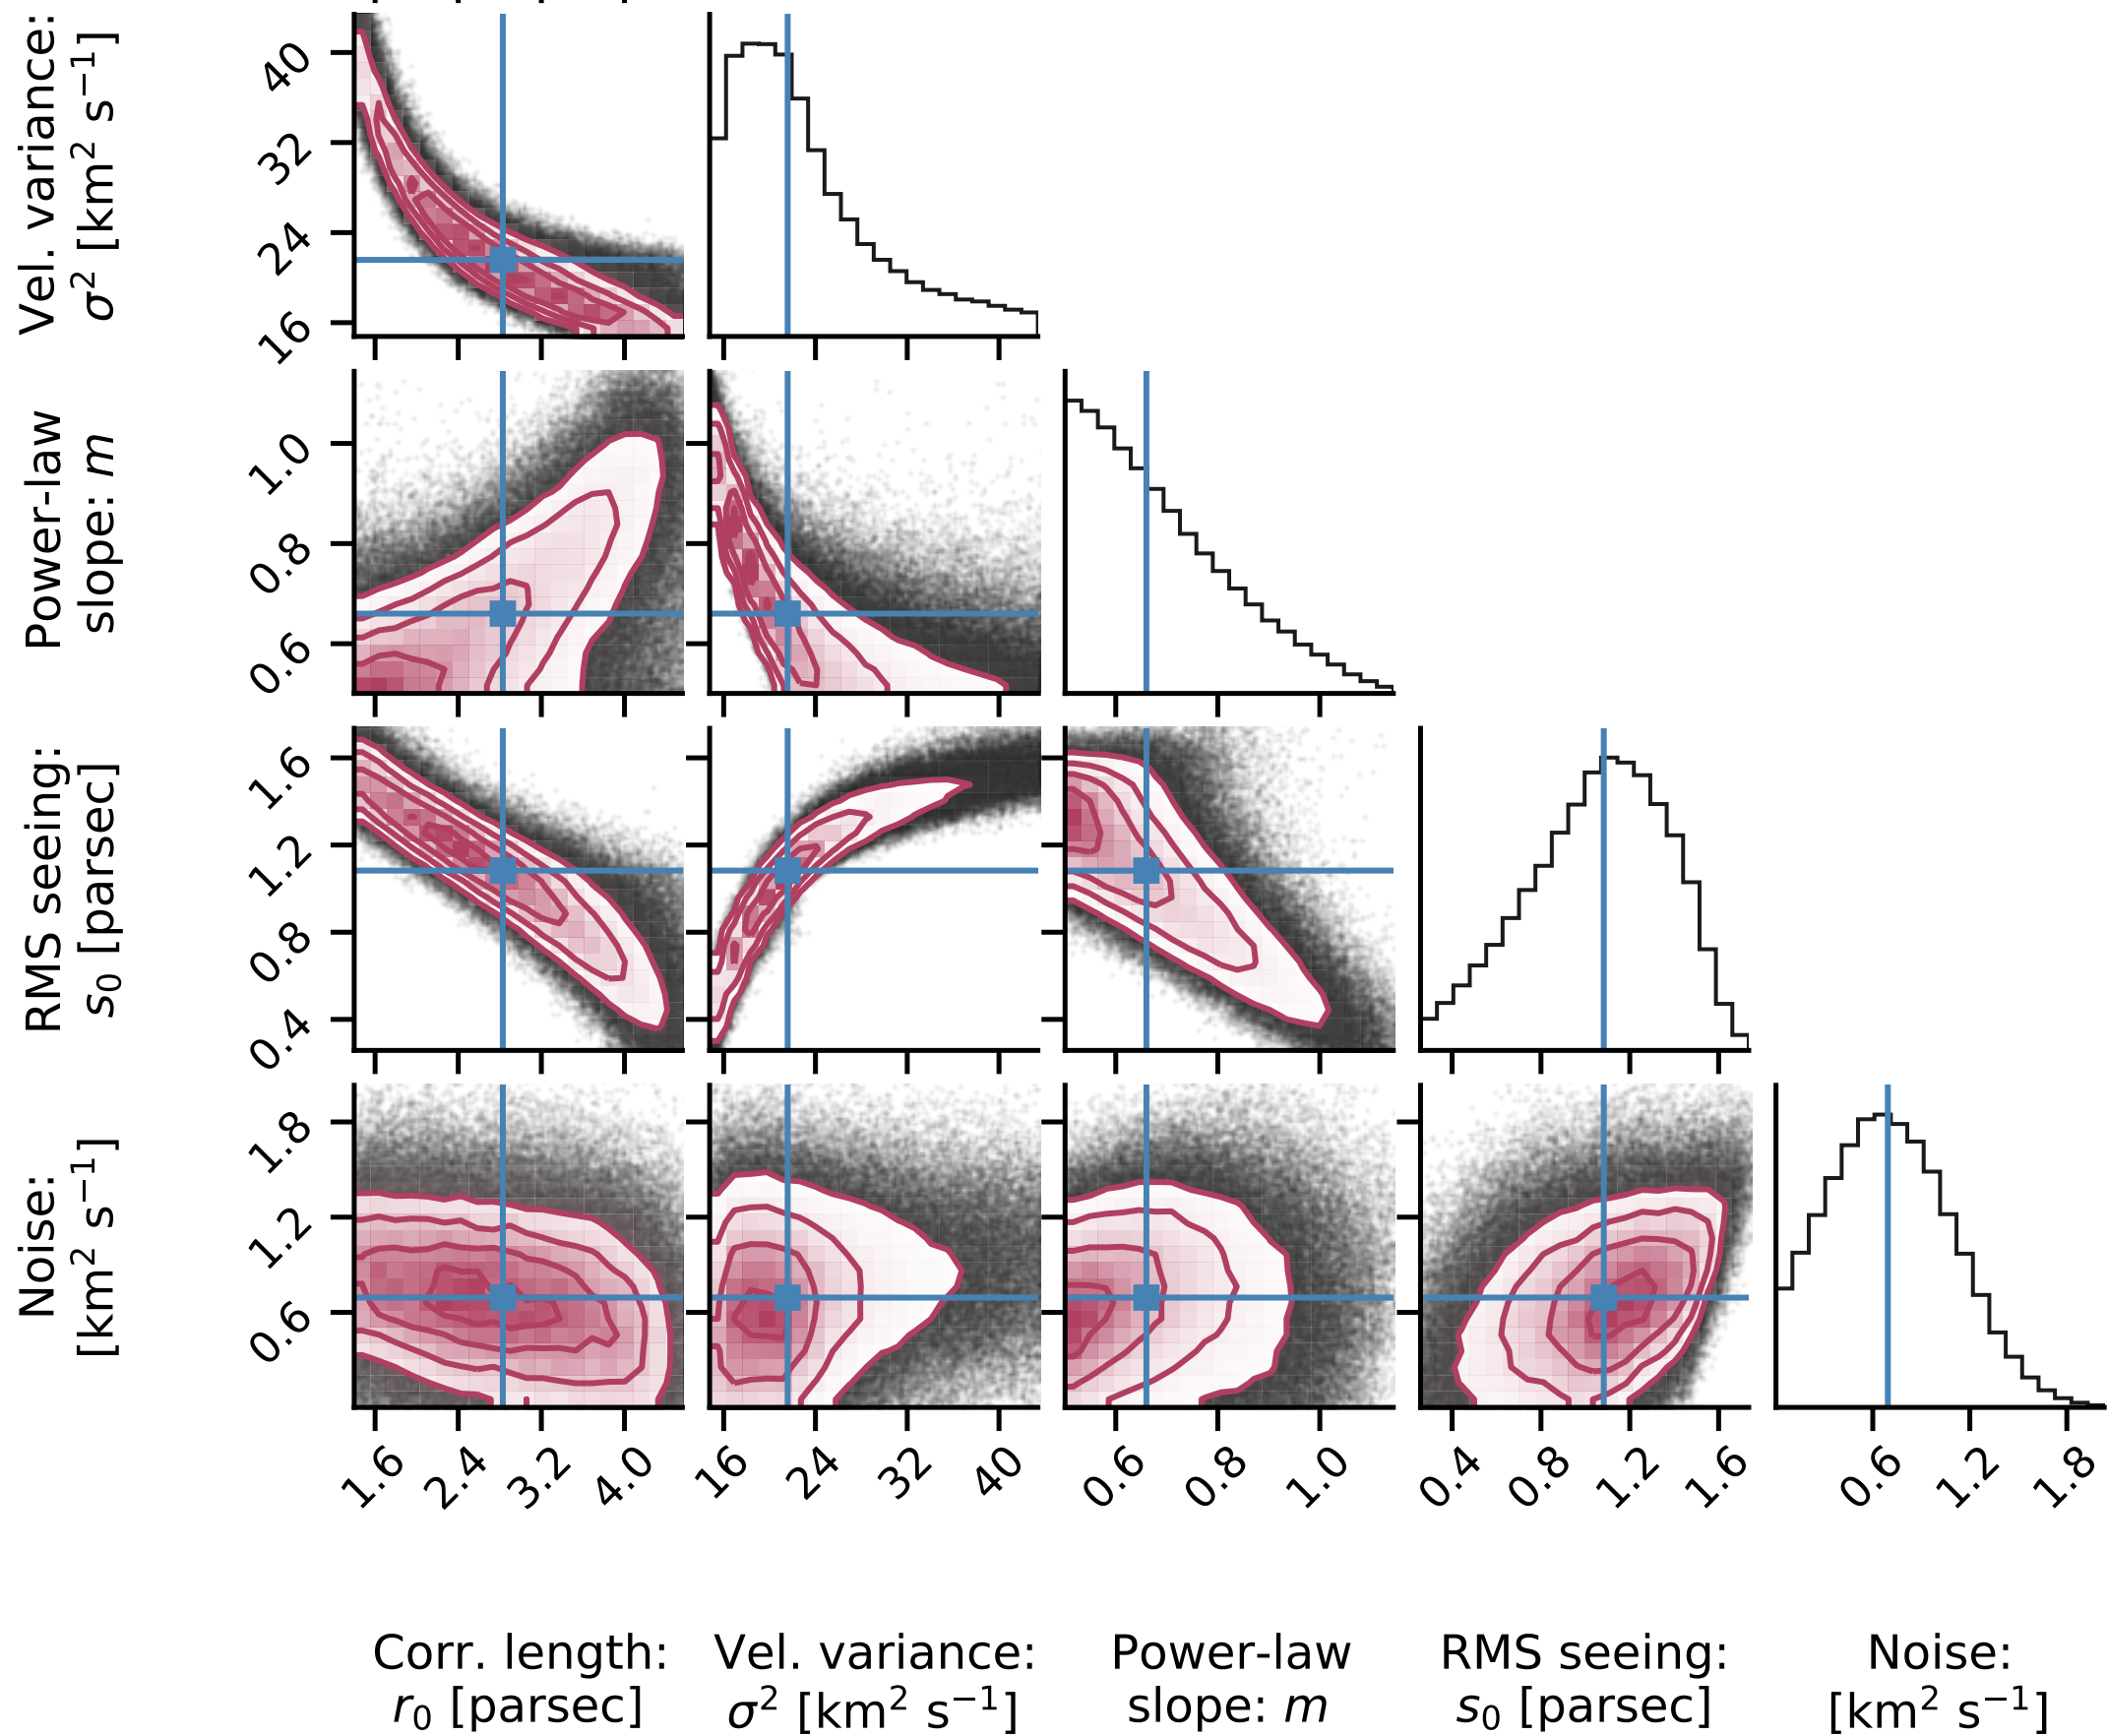 Vel. variance:
σ² [km² s⁻¹]
40
32
24
16
Power-law
slope: m
1.0
0.8
0.6
RMS seeing:
s₀ [parsec]
1.6
1.2
0.8
0.4
Noise:
[km² s⁻¹]
1.8
1.2
0.6
1.6 2.4 3.2 4.0 16 24 32 40 0.6 0.8 1.0 0.4 0.8 1.2 1.6 0.6 1.2 1.8
Corr. length: Vel. variance: Power-law RMS seeing: Noise:
r₀ [parsec] σ² [km² s⁻¹] slope: m s₀ [parsec] [km² s⁻¹]